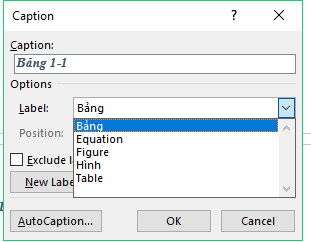 Caption
?
Caption:
Bảng 1-1
Options
Label:
Bảng
Position:
Bảng
Equation
Figure
Hình
Table
Exclude
New Labe
AutoCaption...
OK
Cancel